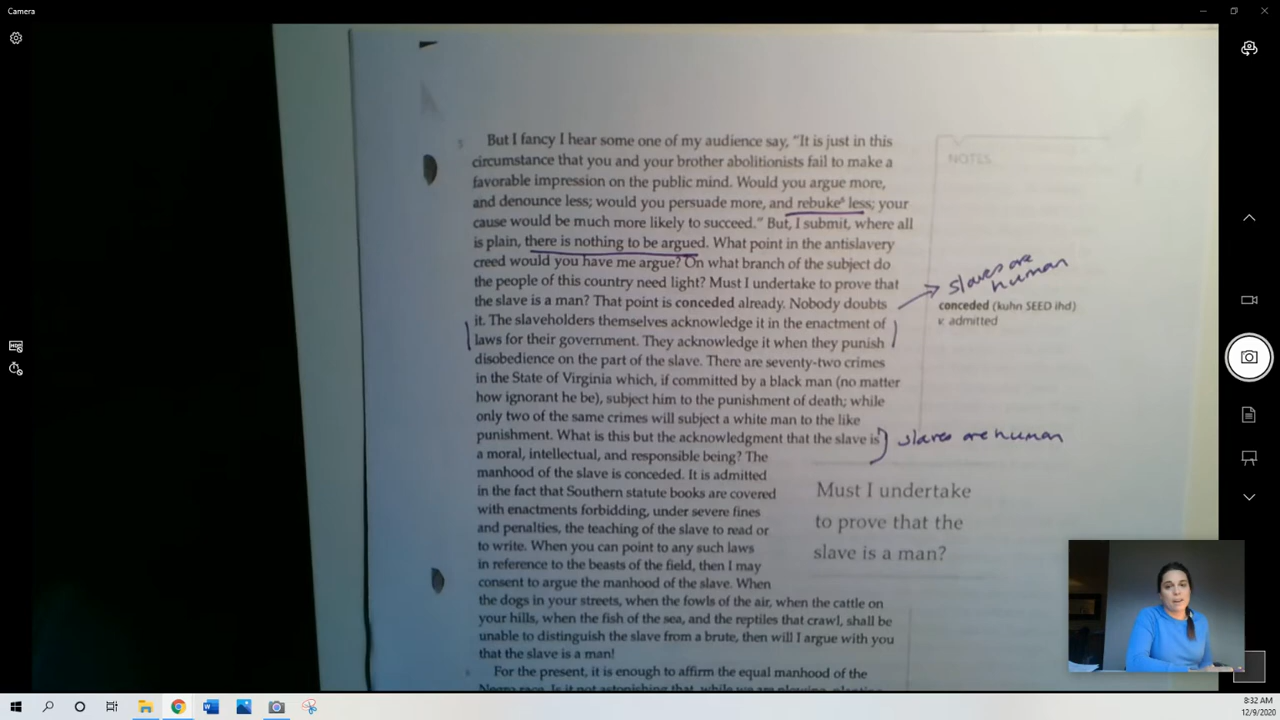 Camera
5
But I fancy I hear some one of my audience say, "It is just in this
circumstance that you and your brother abolitionists fail to make a
favorable impression on the public mind. Would you argue more,
and denounce less; would you persuade more, and rebuke⁵ less; your
cause would be much more likely to succeed." But, I submit, where all
is plain, there is nothing to be argued. What point in the antislavery
creed would you have me argue? On what branch of the subject do
the people of this country need light? Must I undertake to prove that
the slave is a man? That point is conceded already. Nobody doubts
it. The slaveholders themselves acknowledge it in the enactment of
laws for their government. They acknowledge it when they punish
disobedience on the part of the slave. There are seventy-two crimes
in the State of Virginia which, if committed by a black man (no matter
how ignorant he be), subject him to the punishment of death; while
only two of the same crimes will subject a white man to the like
punishment. What is this but the acknowledgment that the slave is
a moral, intellectual, and responsible being? The
manhood of the slave is conceded. It is admitted
in the fact that Southern statute books are covered
with enactments forbidding, under severe fines
and penalties, the teaching of the slave to read or
to write. When you can point to any such laws
in reference to the beasts of the field, then I may
consent to argue the manhood of the slave. When
the dogs in your streets, when the fowls of the air, when the cattle on
your hills, when the fish of the sea, and the reptiles that crawl, shall be
unable to distinguish the slave from a brute, then will I argue with you
that the slave is a man!
For the present, it is enough to affirm the equal manhood of the
Negro race. Is it not astonishing that, while we are plowing, planting
NOTES
slaves are
human
conceded (kuhn SEED ihd)
v. admitted
slaves are human
Must I undertake
to prove that the
slave is a man?
8:32 AM
12/9/2020